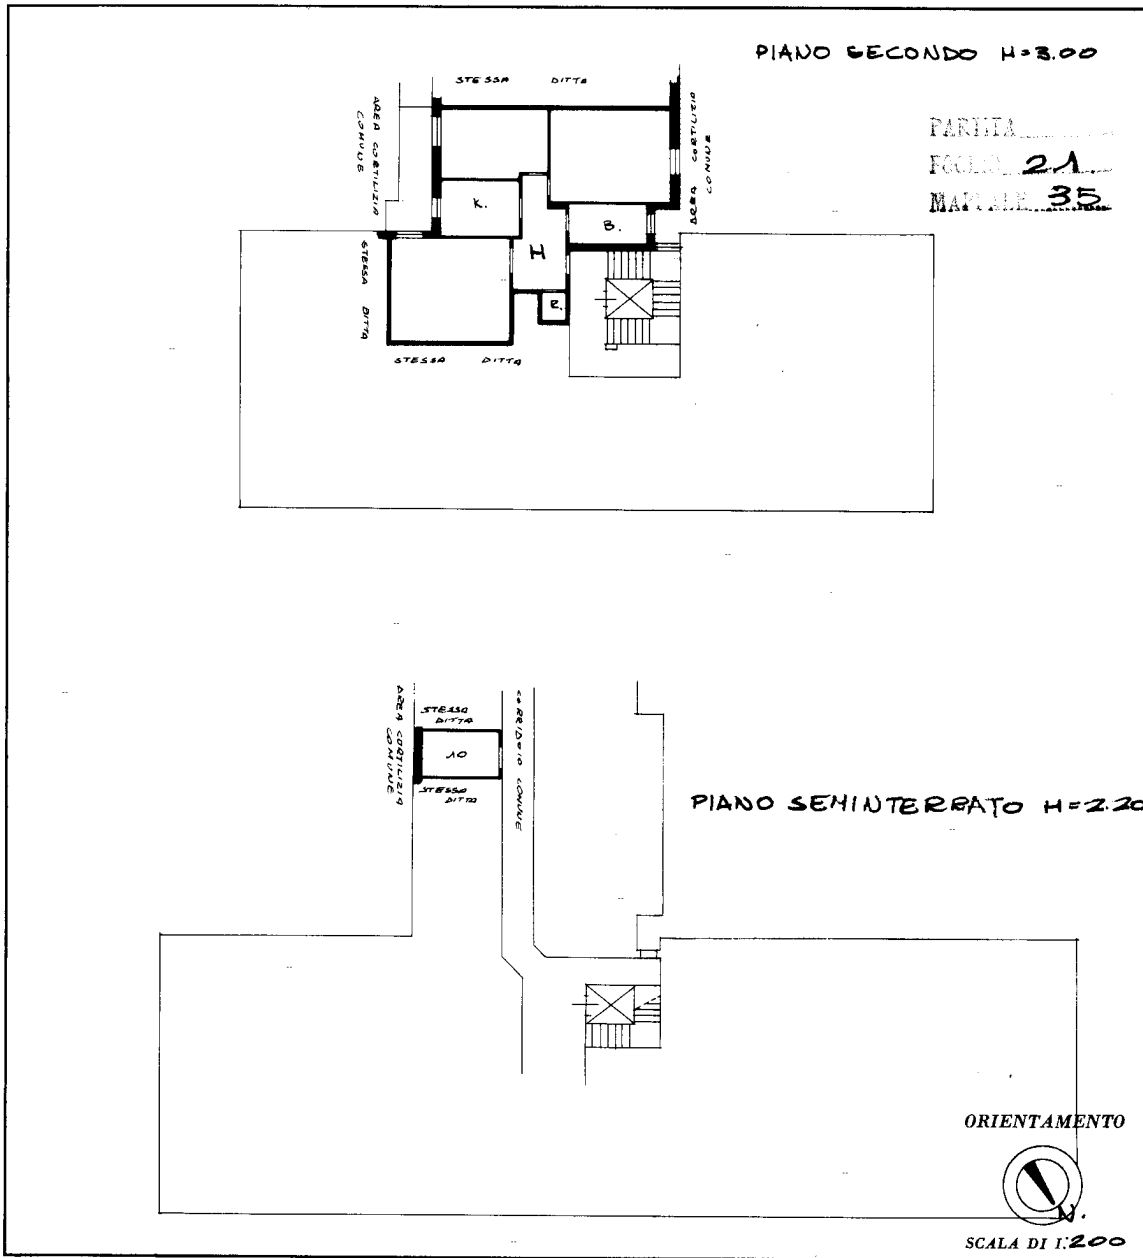 PIANO SECONDO H=3.00
STESSA DITTA
AREA CORTILIZIA
COMUNE
AREA CORTILIZIA
COMUNE
PARTITA
FOGLIO 21
MAPPALE 35
K.
B.
H
R.
STESSA DITTA
STESSA DITTA
AREA CORTILIZIA
COMUNE
STESSA
DITTA
10
STESSA
DITTA
CORRIDOIO COMUNE
PIANO SEMINTERRATO H=2.20
ORIENTAMENTO
N.
SCALA DI 1:200